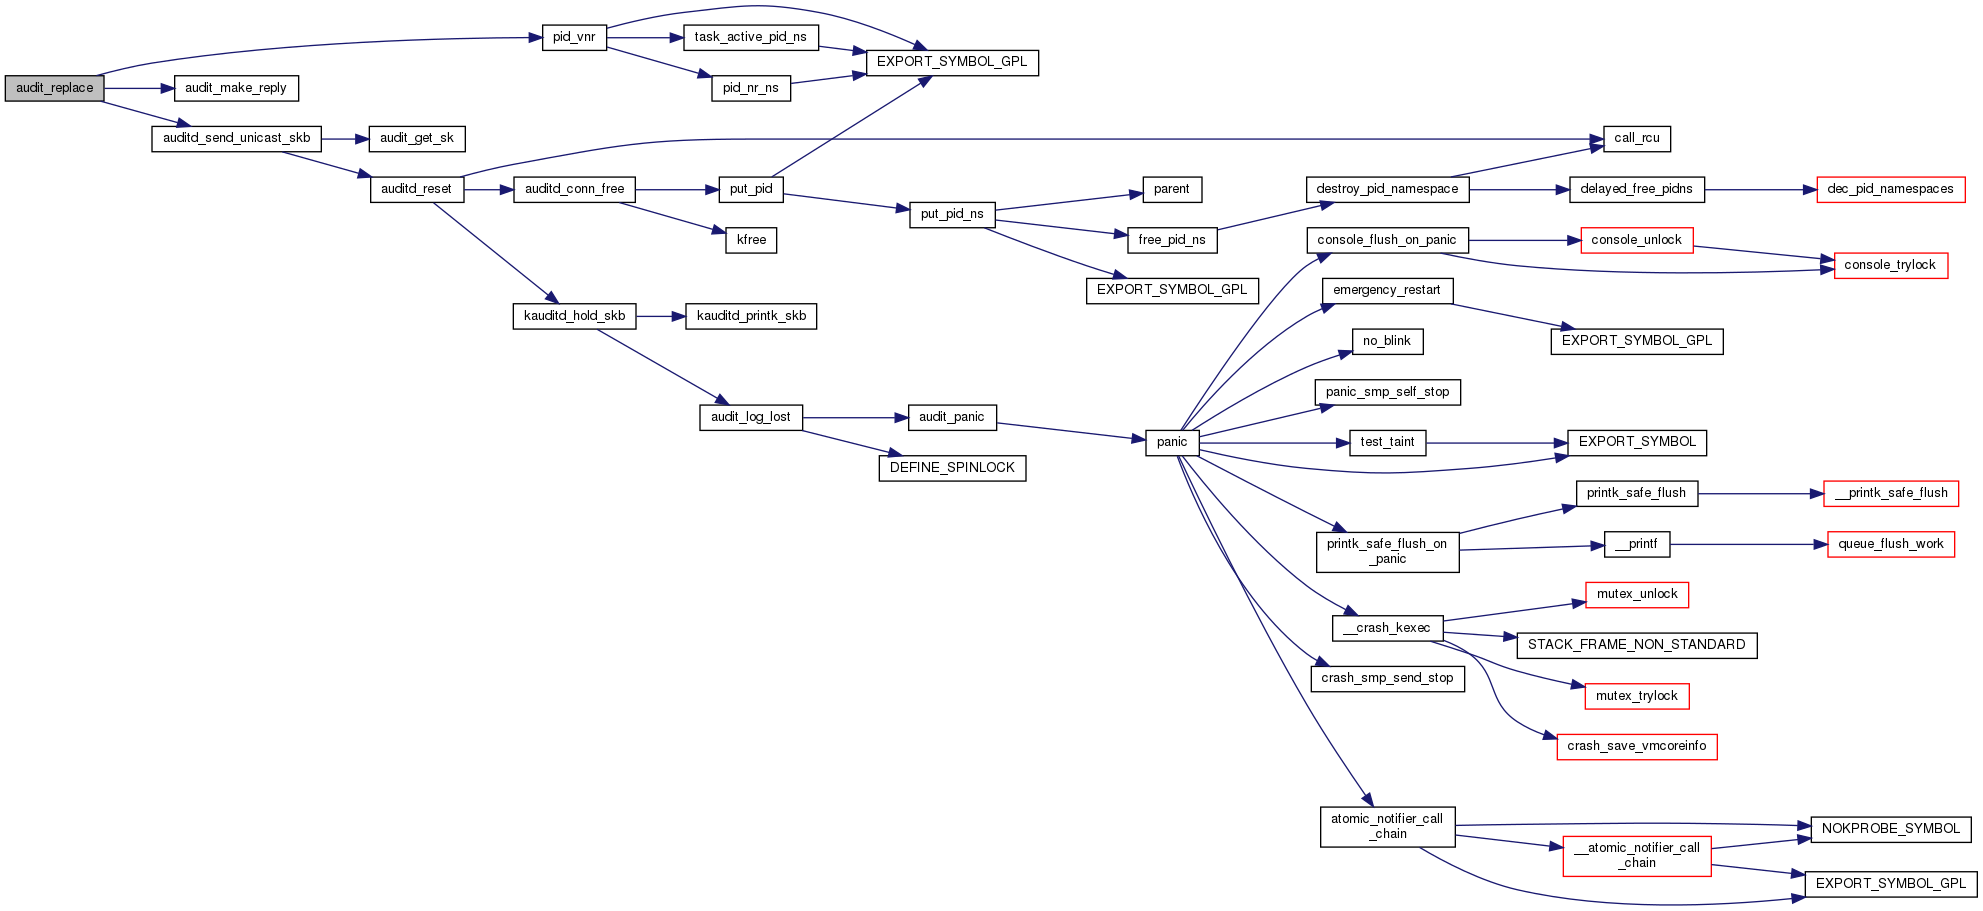 audit_replace
pid_vnr
task_active_pid_ns
EXPORT_SYMBOL_GPL
pid_nr_ns
audit_make_reply
auditd_send_unicast_skb
audit_get_sk
auditd_reset
auditd_conn_free
put_pid
kfree
put_pid_ns
parent
free_pid_ns
EXPORT_SYMBOL_GPL
destroy_pid_namespace
call_rcu
delayed_free_pidns
dec_pid_namespaces
kauditd_hold_skb
kauditd_printk_skb
audit_log_lost
audit_panic
DEFINE_SPINLOCK
panic
console_flush_on_panic
console_unlock
console_trylock
emergency_restart
EXPORT_SYMBOL_GPL
no_blink
panic_smp_self_stop
test_taint
EXPORT_SYMBOL
printk_safe_flush_on
_panic
printk_safe_flush
__printk_safe_flush
__printf
queue_flush_work
__crash_kexec
mutex_unlock
STACK_FRAME_NON_STANDARD
mutex_trylock
crash_save_vmcoreinfo
crash_smp_send_stop
atomic_notifier_call
_chain
__atomic_notifier_call
_chain
NOKPROBE_SYMBOL
EXPORT_SYMBOL_GPL